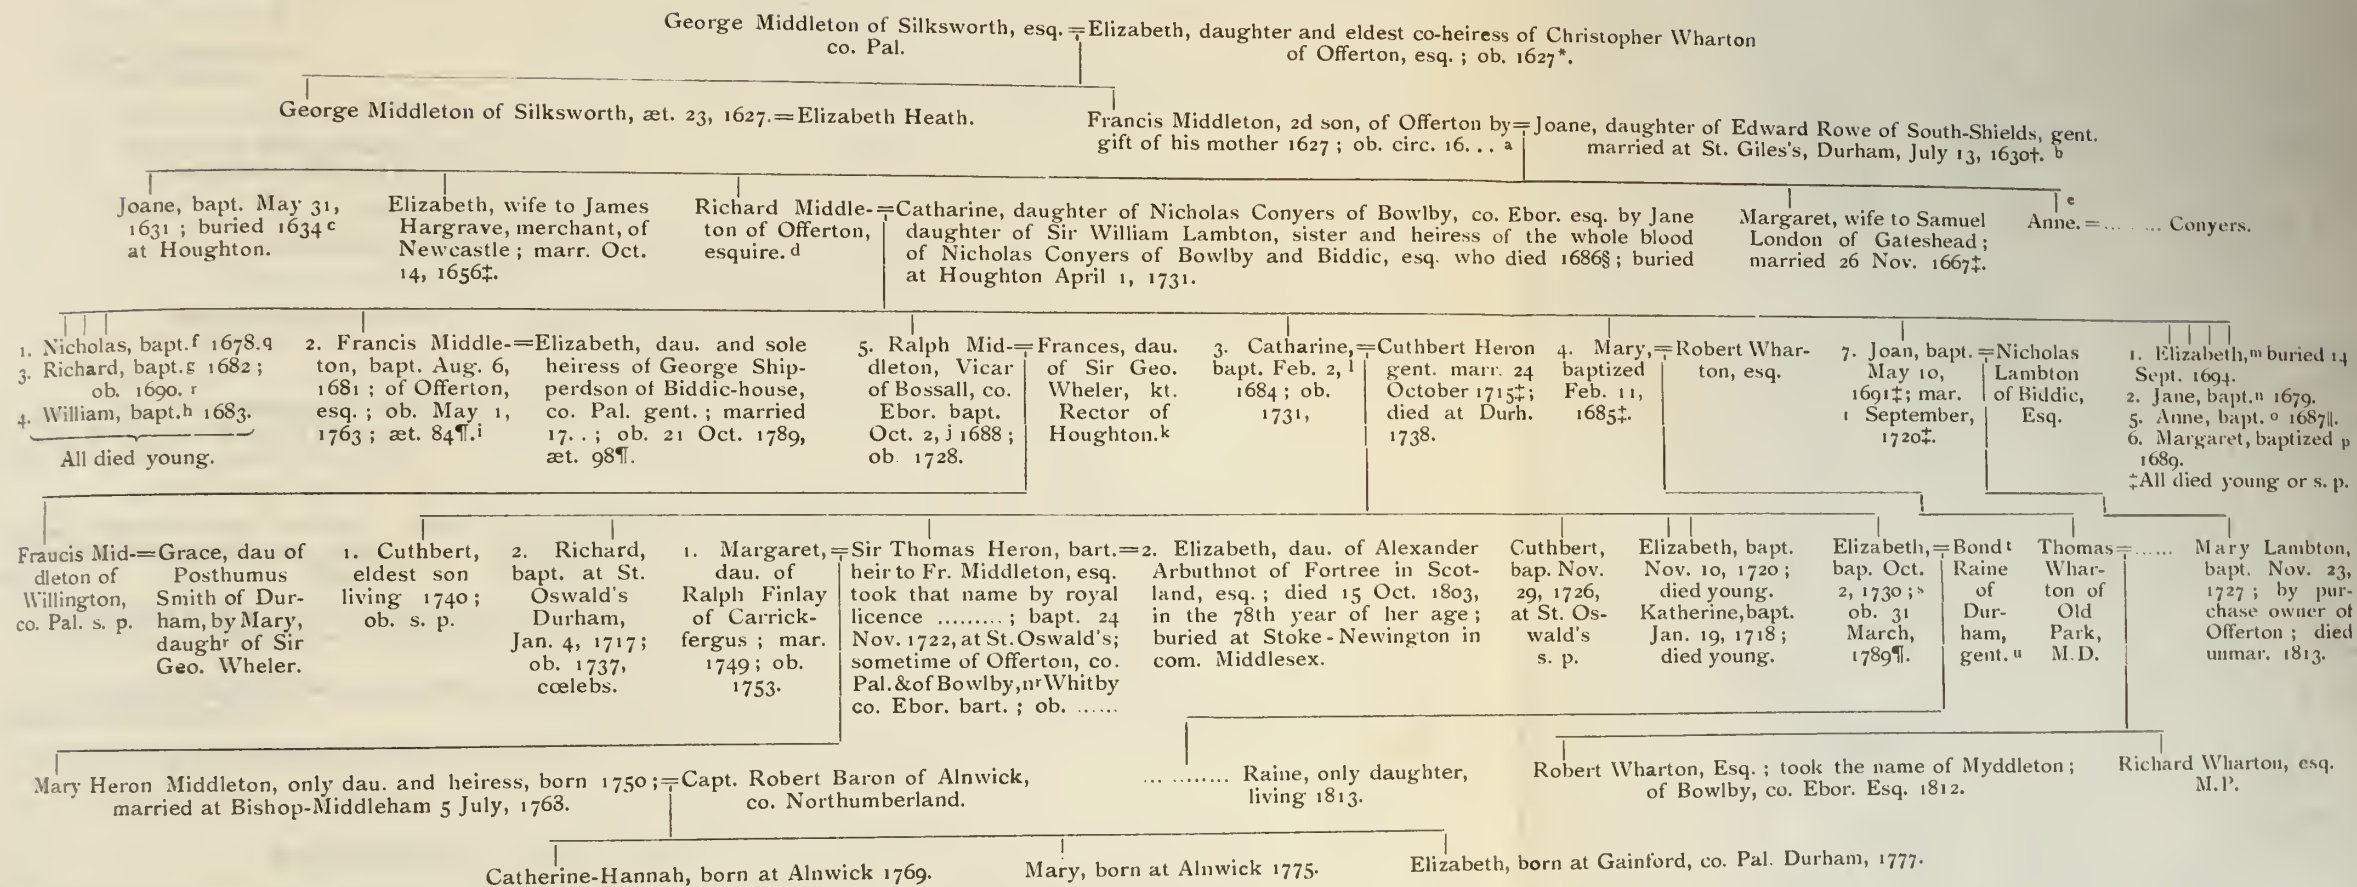 George Middleton of Silksworth, esq. = Elizabeth, daughter and eldest co-heiress of Christopher Wharton
co. Pal.
of Offerton, esq. ; ob. 1627*.
George Middleton of Silksworth, æt. 23, 1627. = Elizabeth Heath.
Francis Middleton, 2d son, of Offerton by
gift of his mother 1627 ; ob. circ. 16. . . a
= Joane, daughter of Edward Rowe of South-Shields, gent.
married at St. Giles's, Durham, July 13, 1630†. b
Joane, bapt. May 31,
1631 ; buried 1634 c
at Houghton.
Elizabeth, wife to James
Hargrave, merchant, of
Newcastle ; marr. Oct.
14, 1656‡.
Richard Middle-
ton of Offerton,
esquire. d
= Catharine, daughter of Nicholas Conyers of Bowlby, co. Ebor. esq. by Jane
daughter of Sir William Lambton, sister and heiress of the whole blood
of Nicholas Conyers of Bowlby and Biddic, esq. who died 1686§ ; buried
at Houghton April 1, 1731.
Margaret, wife to Samuel
London of Gateshead ;
married 26 Nov. 1667‡.
e
Anne. = ... ... Conyers.
1. Nicholas, bapt. f 1678. q
3. Richard, bapt. g 1682 ;
ob. 1690. r
4. William, bapt. h 1683.
All died young.
2. Francis Middle-
ton, bapt. Aug. 6,
1681 ; of Offerton,
esq. ; ob. May 1,
1763 ; æt. 84¶. i
= Elizabeth, dau. and sole
heiress of George Ship-
perdson of Biddic-house,
co. Pal. gent. ; married
17. . ; ob. 21 Oct. 1789,
æt. 98¶.
5. Ralph Mid-
dleton, Vicar
of Bossall, co.
Ebor. bapt.
Oct. 2, j 1688 ;
ob. 1728.
= Frances, dau.
of Sir Geo.
Wheler, kt.
Rector of
Houghton. k
3. Catharine,
bapt. Feb. 2, l
1684 ; ob.
1731,
= Cuthbert Heron
gent. marr. 24
October 1715‡;
died at Durh.
1738.
4. Mary,
baptized
Feb. 11,
1685‡.
= Robert Whar-
ton, esq.
7. Joan, bapt.
May 10,
1691‡; mar.
1 September,
1720‡.
= Nicholas
Lambton
of Biddic,
Esq.
1. Elizabeth, m buried 14
Sept. 1694.
2. Jane, bapt. n 1679.
5. Anne, bapt. o 1687‖.
6. Margaret, baptized p
1689.
‡All died young or s. p.
Francis Mid-
dleton of
Willington,
co. Pal. s. p.
= Grace, dau of
Posthumus
Smith of Dur-
ham, by Mary,
daughr of Sir
Geo. Wheler.
1. Cuthbert,
eldest son
living 1740 ;
ob. s. p.
2. Richard,
bapt. at St.
Oswald's
Durham,
Jan. 4, 1717;
ob. 1737,
cœlebs.
1. Margaret,
dau. of
Ralph Finlay
of Carrick-
fergus ; mar.
1749 ; ob.
1753.
= Sir Thomas Heron, bart. =
heir to Fr. Middleton, esq.
took that name by royal
licence ......... ; bapt. 24
Nov. 1722, at St. Oswald's;
sometime of Offerton, co.
Pal. & of Bowlby, nr Whitby
co. Ebor. bart. ; ob. ......
2. Elizabeth, dau. of Alexander
Arbuthnot of Fortree in Scot-
land, esq. ; died 15 Oct. 1803,
in the 78th year of her age ;
buried at Stoke-Newington in
com. Middlesex.
Cuthbert,
bap. Nov.
29, 1726,
at St. Os-
wald's
s. p.
Elizabeth, bapt.
Nov. 10, 1720 ;
died young.
Katherine, bapt.
Jan. 19, 1718 ;
died young.
Elizabeth,
bap. Oct.
2, 1730 ; s
ob. 31
March,
1789¶.
= Bond t
Raine
of
Dur-
ham,
gent. u
Thomas = ......
Whar-
ton of
Old
Park,
M.D.
Mary Lambton,
bapt. Nov. 23,
1727 ; by pur-
chase owner of
Offerton ; died
unmar. 1813.
Mary Heron Middleton, only dau. and heiress, born 1750 ;
married at Bishop-Middleham 5 July, 1768.
= Capt. Robert Baron of Alnwick,
co. Northumberland.
... ......... Raine, only daughter,
living 1813.
Robert Wharton, Esq. ; took the name of Myddleton ;
of Bowlby, co. Ebor. Esq. 1812.
Richard Wharton, esq.
M.P.
Catherine-Hannah, born at Alnwick 1769.
Mary, born at Alnwick 1775.
Elizabeth, born at Gainford, co. Pal. Durham, 1777.